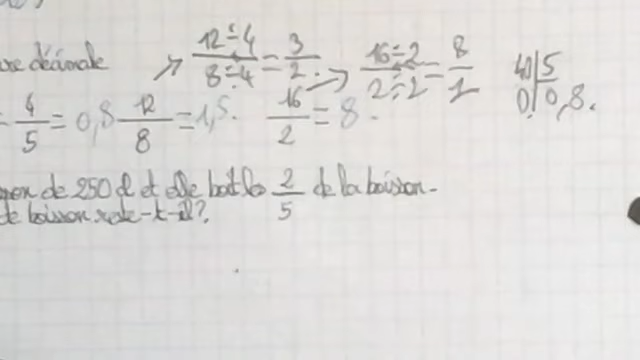 12÷4/8÷4 = 3/2. 16÷2/2÷2 = 8/1 40|5
décimale 0 0,8.
4/5 = 0,8 12/8 = 1,5. 16/2 = 8.
de 250 et elle boit les 2/5 de la boisson.
de boisson reste-t-il?